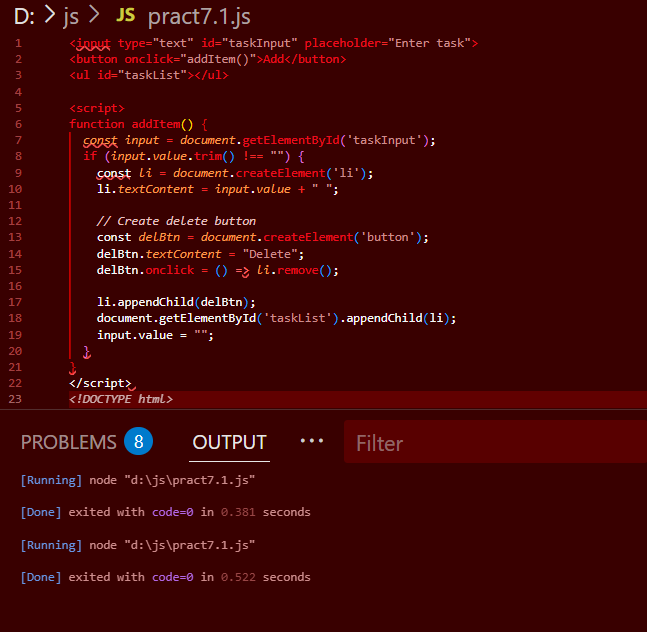 D: > js > JS pract7.1.js
1 <input type="text" id="taskInput" placeholder="Enter task">
2 <button onclick="addItem()">Add</button>
3 <ul id="taskList"></ul>
4
5 <script>
6 function addItem() {
7   const input = document.getElementById('taskInput');
8   if (input.value.trim() !== "") {
9     const li = document.createElement('li');
10     li.textContent = input.value + " ";
11
12     // Create delete button
13     const delBtn = document.createElement('button');
14     delBtn.textContent = "Delete";
15     delBtn.onclick = () => li.remove();
16
17     li.appendChild(delBtn);
18     document.getElementById('taskList').appendChild(li);
19     input.value = "";
20   }
21 }
22 </script>
23 <!DOCTYPE html>
PROBLEMS 8 OUTPUT ... Filter
[Running] node "d:\js\pract7.1.js"
[Done] exited with code=0 in 0.381 seconds
[Running] node "d:\js\pract7.1.js"
[Done] exited with code=0 in 0.522 seconds